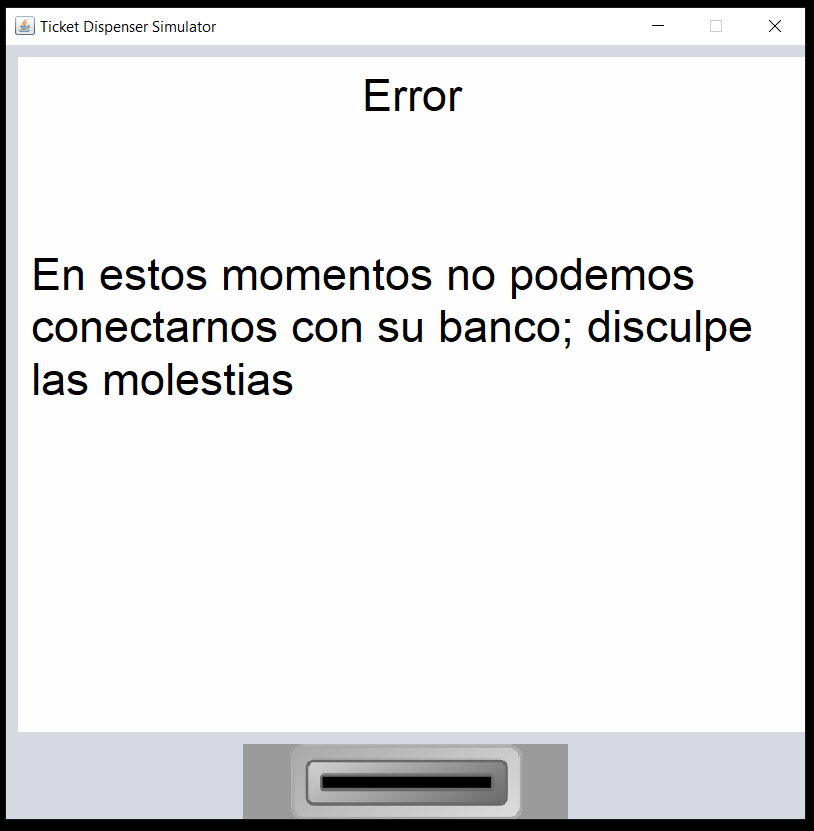 Ticket Dispenser Simulator
Error
En estos momentos no podemos
conectarnos con su banco; disculpe
las molestias